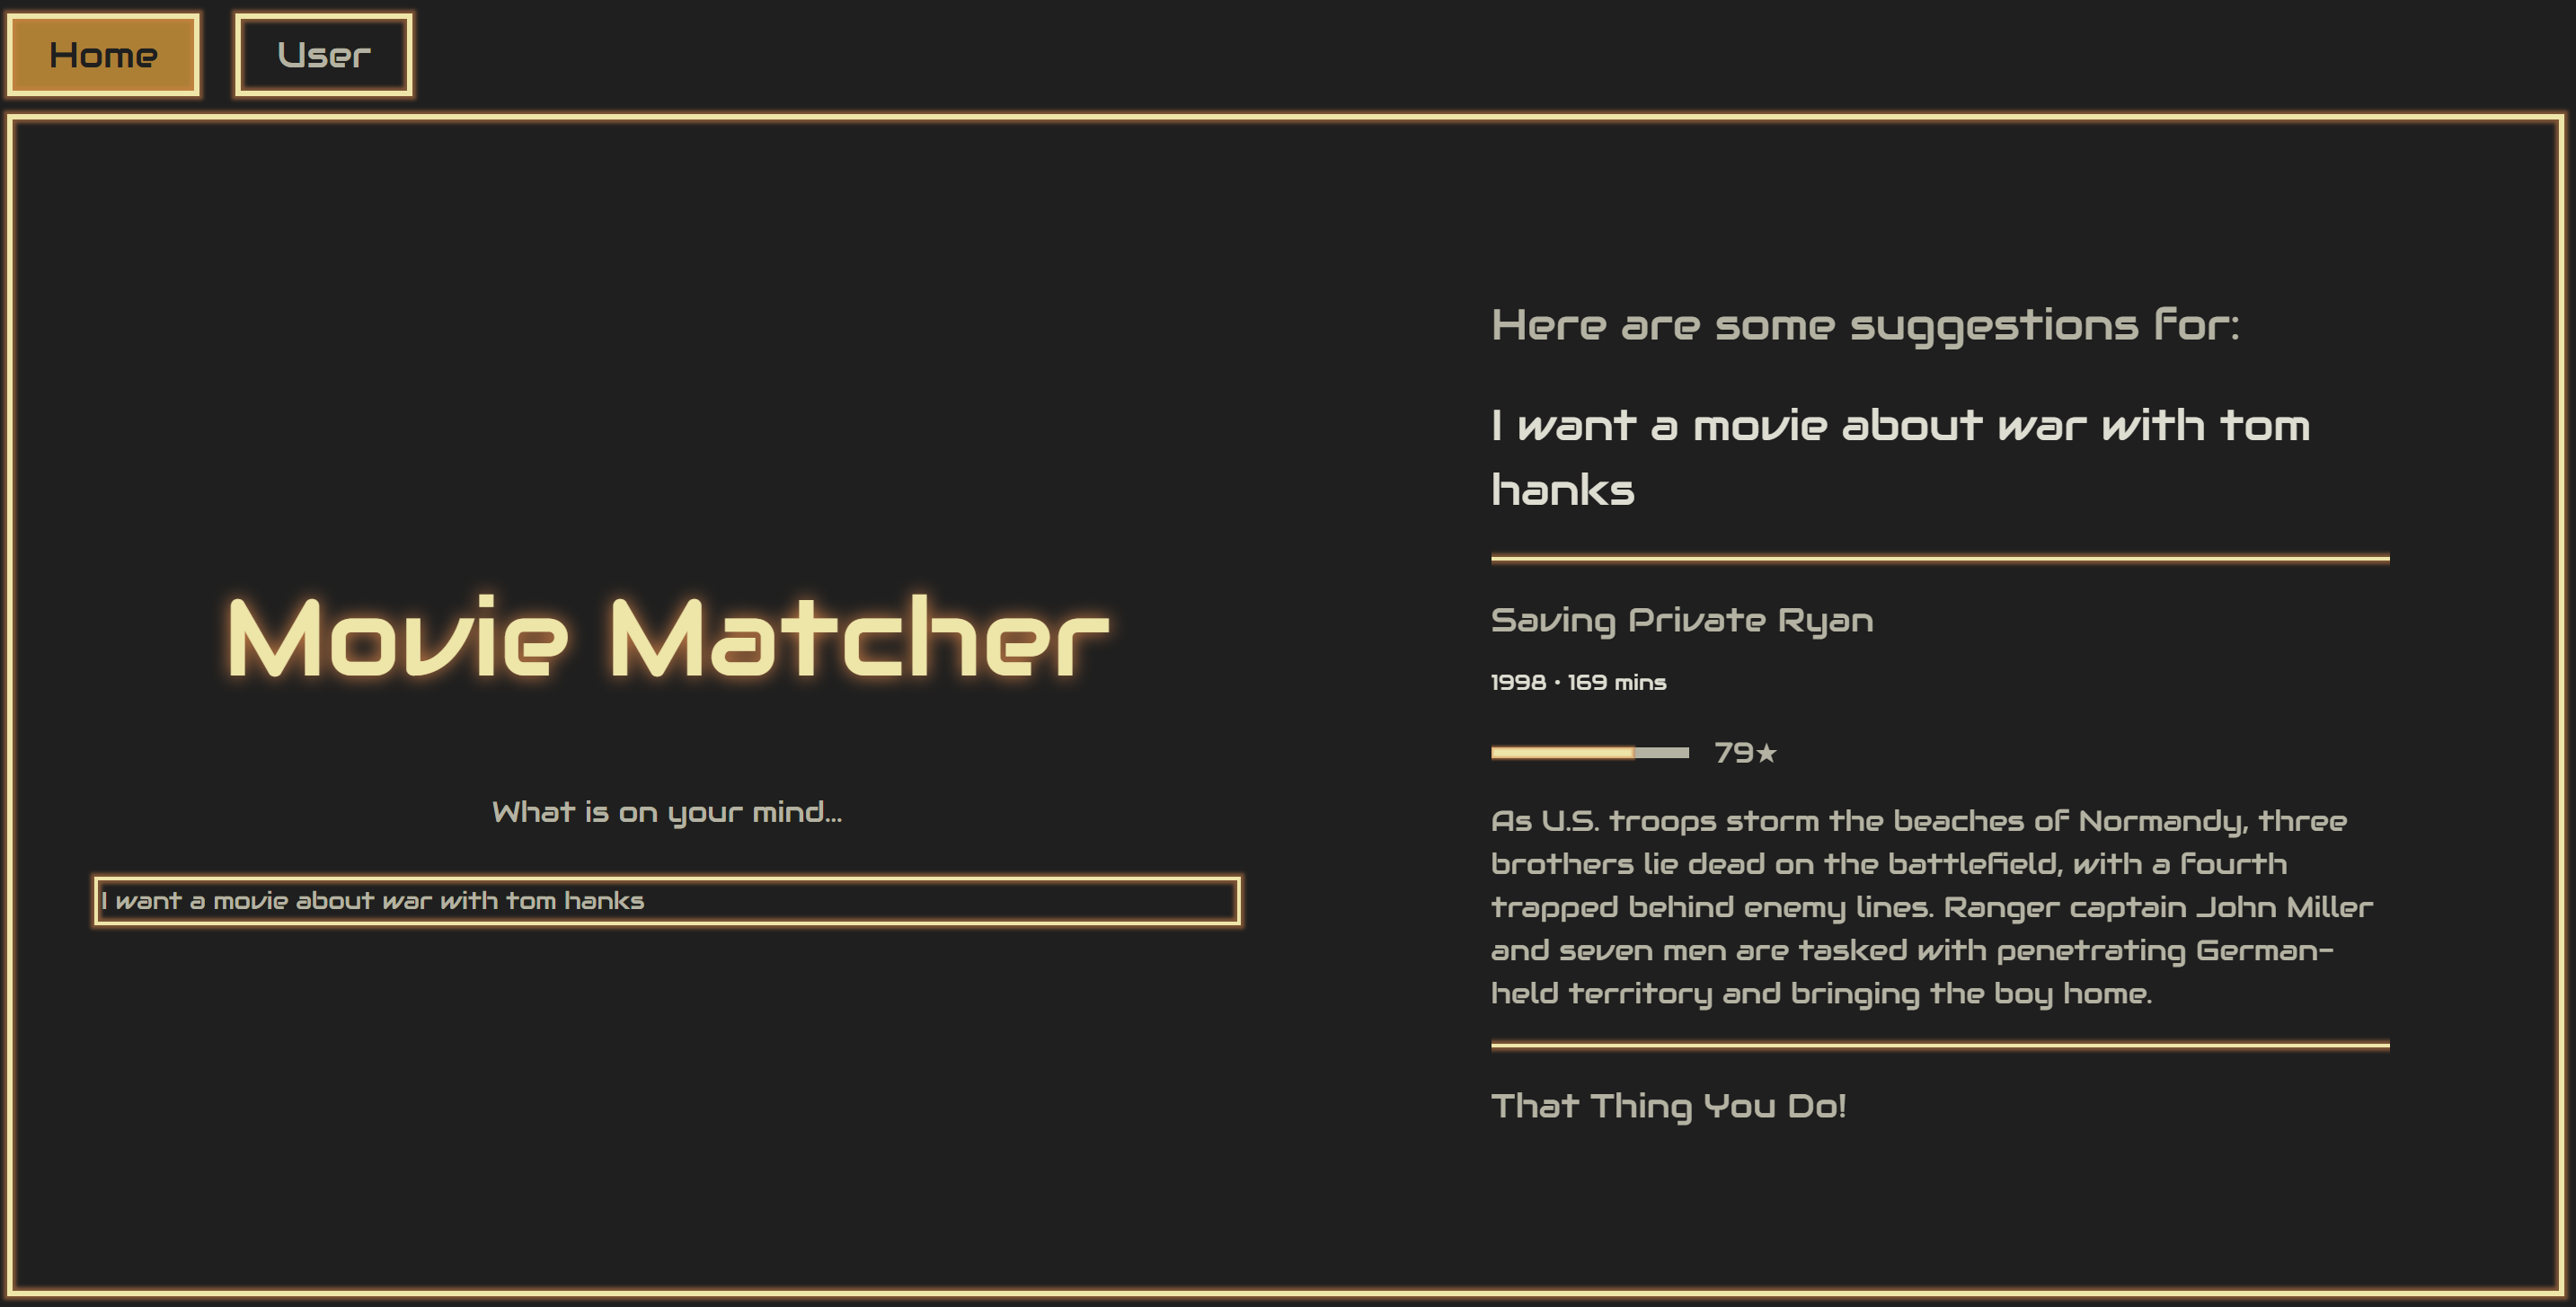 Home
User
Movie Matcher
What is on your mind...
I want a movie about war with tom hanks
Here are some suggestions for:
I want a movie about war with tom
hanks
Saving Private Ryan
1998 • 169 mins
79★
As U.S. troops storm the beaches of Normandy, three
brothers lie dead on the battlefield, with a fourth
trapped behind enemy lines. Ranger captain John Miller
and seven men are tasked with penetrating German-
held territory and bringing the boy home.
That Thing You Do!